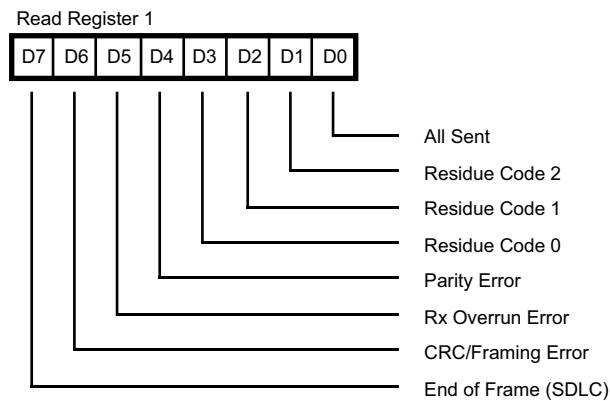 Read Register 1
D7 D6 D5 D4 D3 D2 D1 D0
All Sent
Residue Code 2
Residue Code 1
Residue Code 0
Parity Error
Rx Overrun Error
CRC/Framing Error
End of Frame (SDLC)